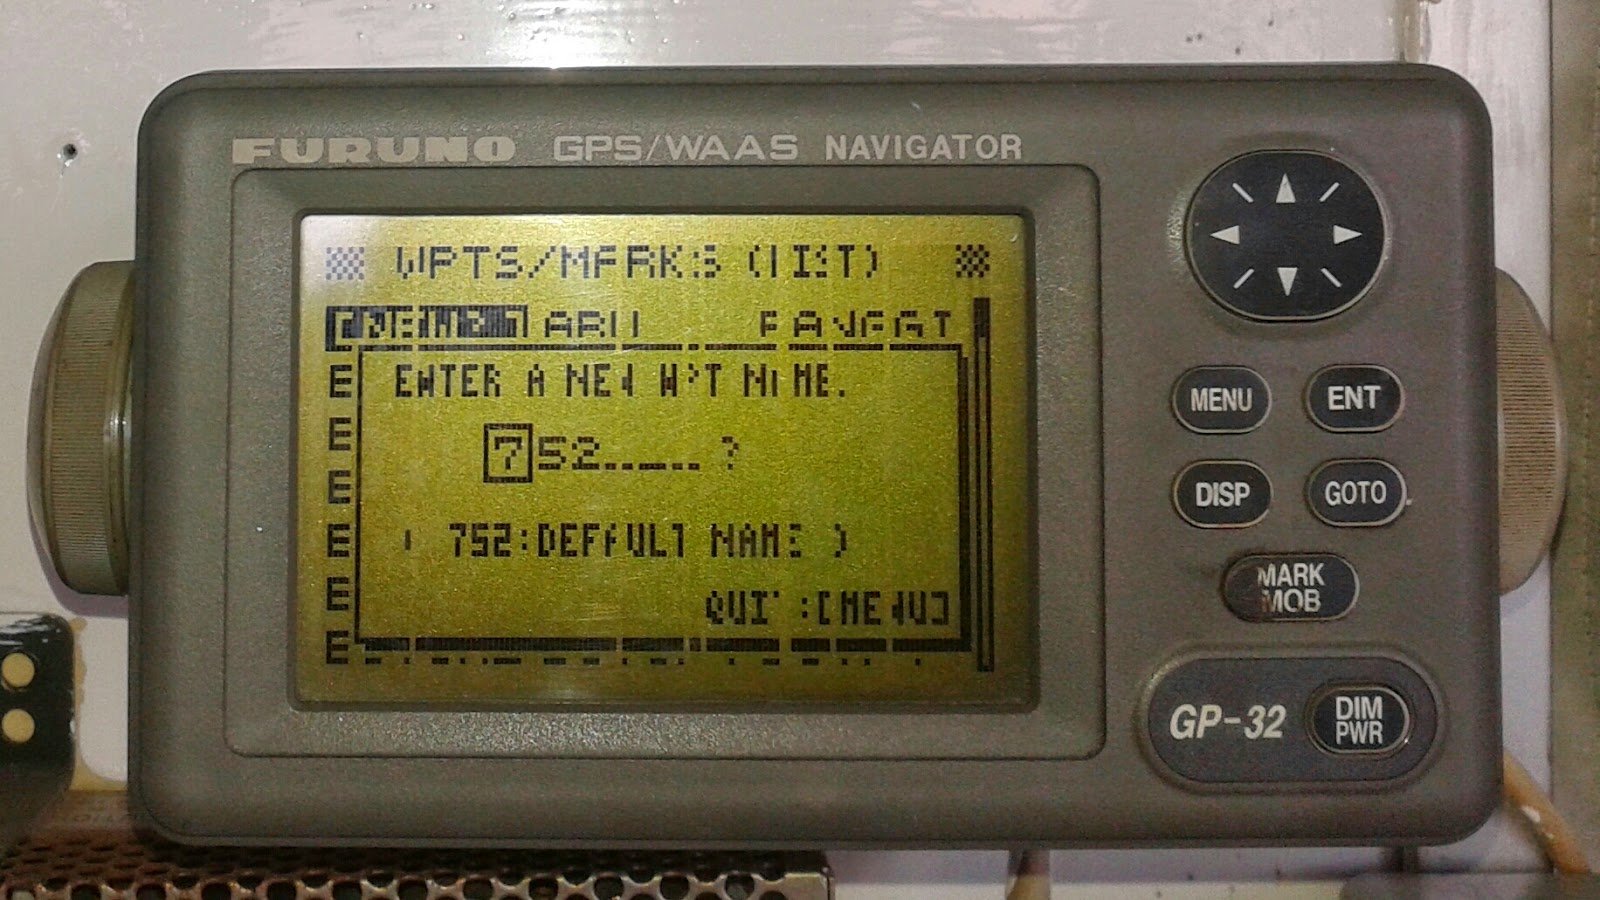 FURUNO GPS/WAAS NAVIGATOR
WPTS/MARKS (LIST)
[NEW?]
ENTER A NEW WPT NAME.
752..... ?
( 752:DEFAULT NAME )
QUIT:[MENU]
E
E
E
E
E
E
MENU
ENT
DISP
GOTO
MARK
MOB
GP-32
DIM
PWR